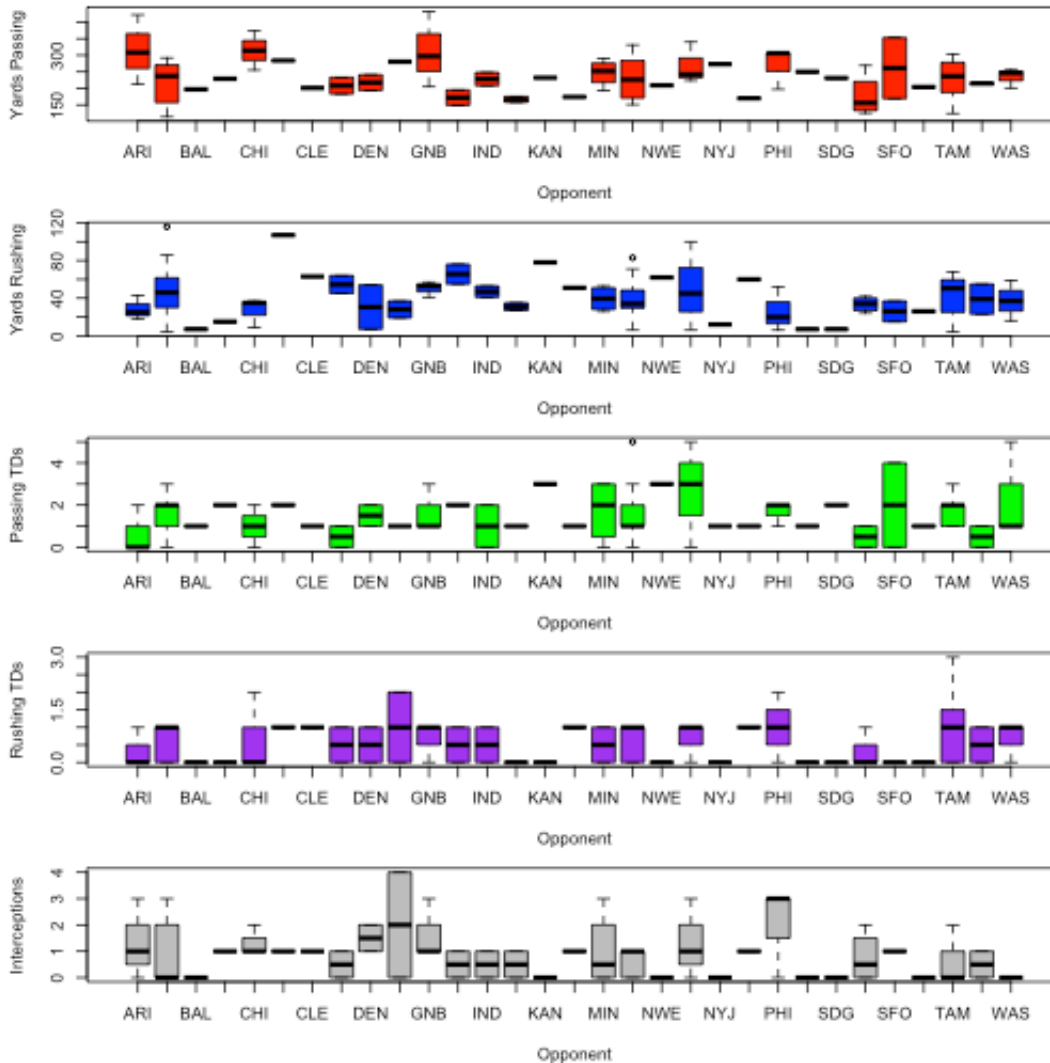 Yards Passing
300
150
ARI BAL CHI CLE DEN GNB IND KAN MIN NWE NYJ PHI SDG SFO TAM WAS
Opponent
Yards Rushing
120
80
40
0
ARI BAL CHI CLE DEN GNB IND KAN MIN NWE NYJ PHI SDG SFO TAM WAS
Opponent
Passing TDs
4
2
0
ARI BAL CHI CLE DEN GNB IND KAN MIN NWE NYJ PHI SDG SFO TAM WAS
Opponent
Rushing TDs
3.0
1.5
0.0
ARI BAL CHI CLE DEN GNB IND KAN MIN NWE NYJ PHI SDG SFO TAM WAS
Opponent
Interceptions
4
3
2
1
0
ARI BAL CHI CLE DEN GNB IND KAN MIN NWE NYJ PHI SDG SFO TAM WAS
Opponent